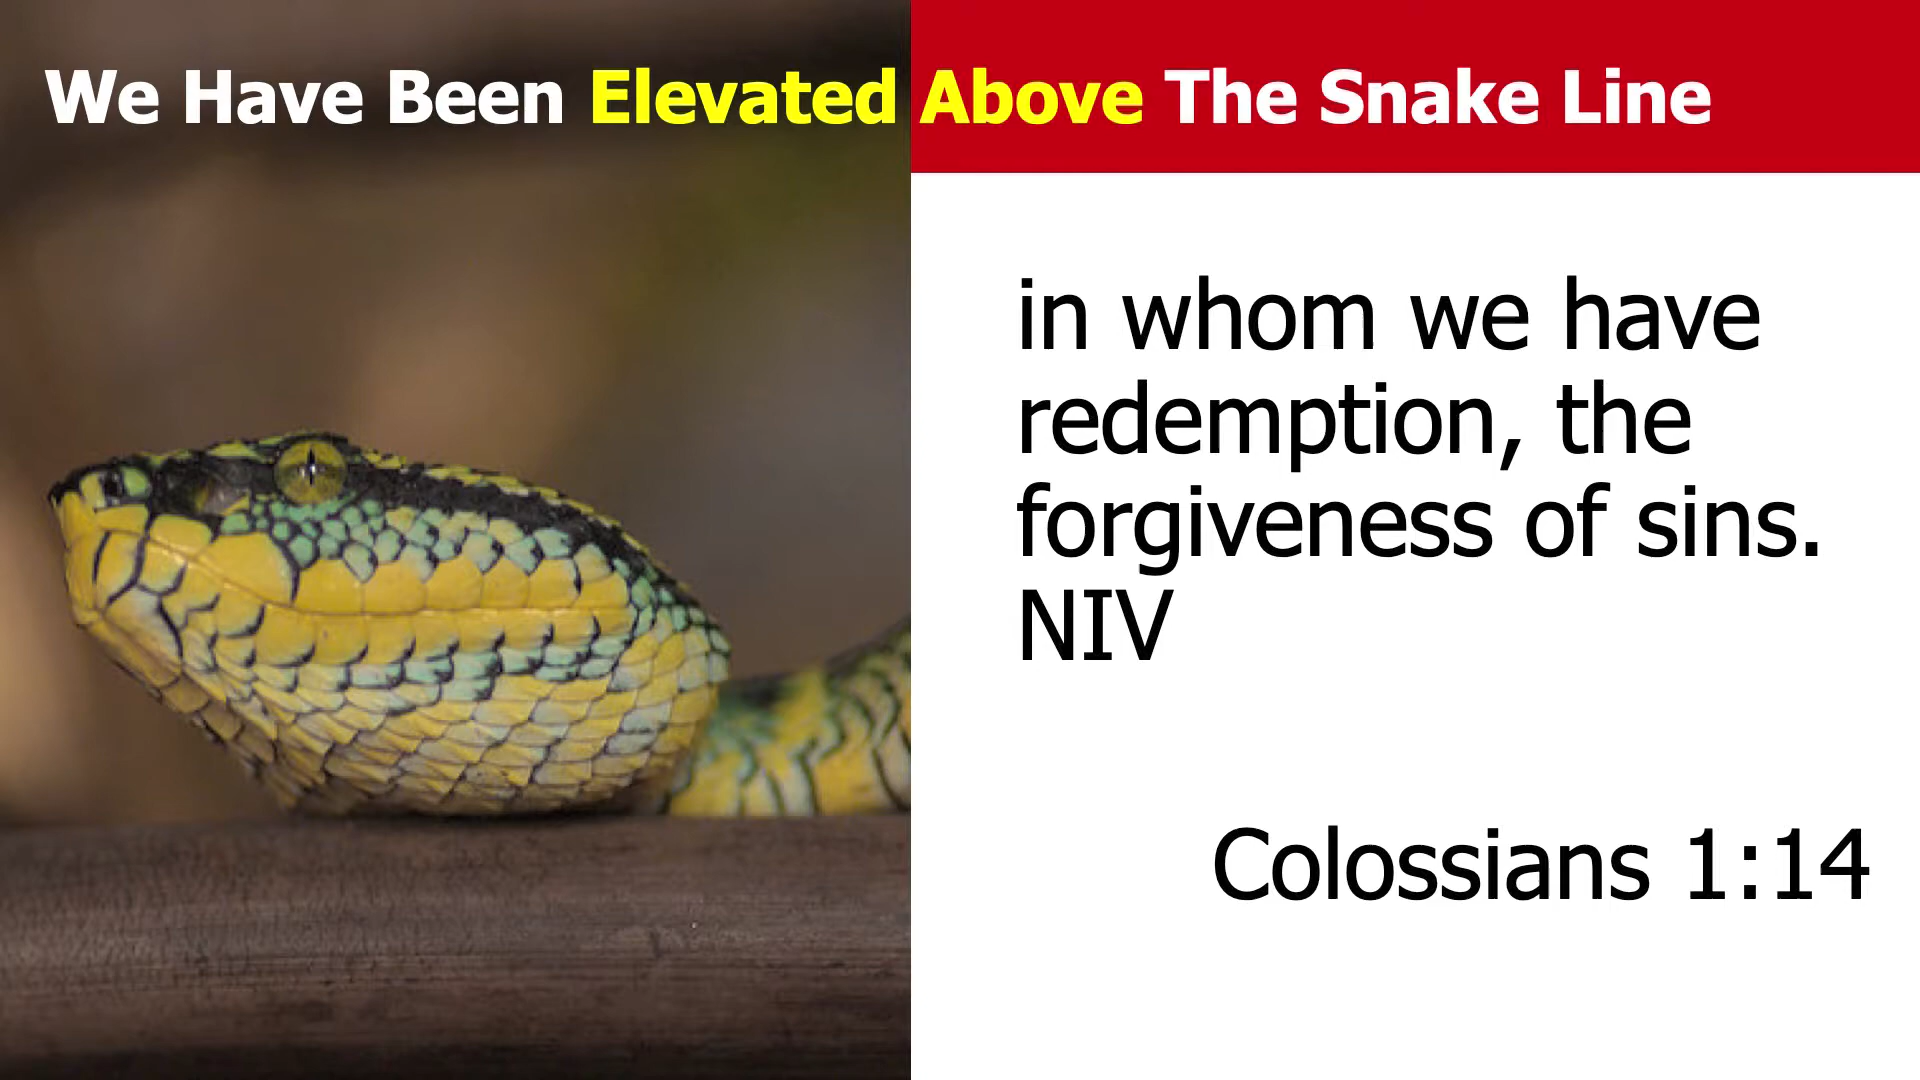 We Have Been Elevated Above The Snake Line
in whom we have
redemption, the
forgiveness of sins.
NIV
Colossians 1:14